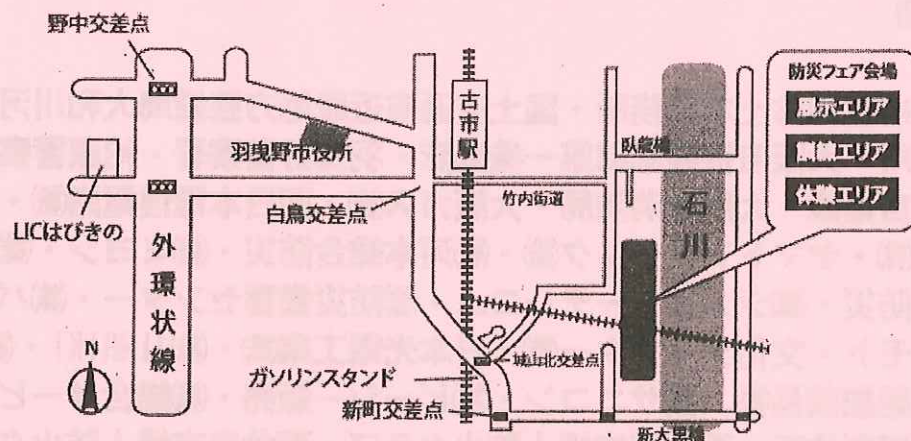 野中交差点
防災フェア会場
展示エリア
訓練エリア
体験エリア
古市駅
羽曳野市役所
臥龍橋
竹内街道
白鳥交差点
LICはびきの
石川
外環状線
N
城山北交差点
ガソリンスタンド
新町交差点
新大黒橋